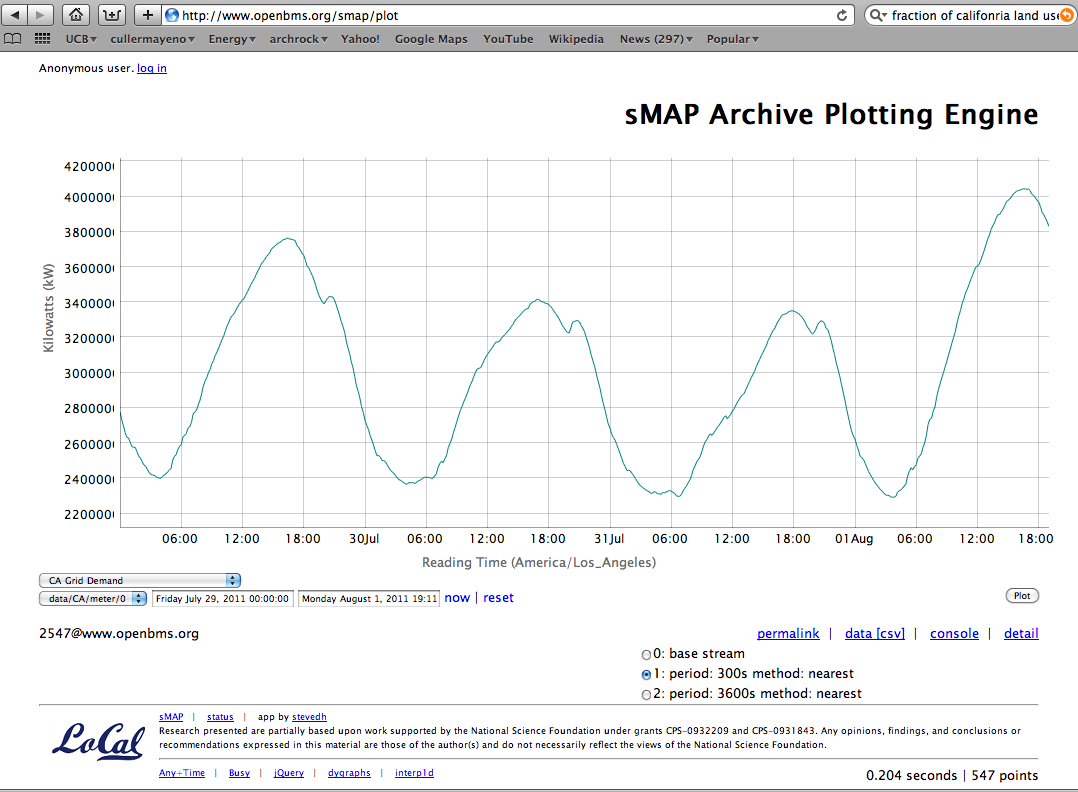 http://www.openbms.org/smap/plot
fraction of califonria land use
UCB▾ cullermayeno▾ Energy▾ archrock▾ Yahoo! Google Maps YouTube Wikipedia News (297)▾ Popular▾
Anonymous user. log in
sMAP Archive Plotting Engine
4200000
4000000
3800000
3600000
3400000
3200000
3000000
2800000
2600000
2400000
2200000
Kilowatts (kW)
06:00 12:00 18:00 30Jul 06:00 12:00 18:00 31Jul 06:00 12:00 18:00 01Aug 06:00 12:00 18:00
Reading Time (America/Los_Angeles)
CA Grid Demand
data/CA/meter/0 Friday July 29, 2011 00:00:00 Monday August 1, 2011 19:11 now | reset
Plot
2547@www.openbms.org
permalink | data [csv] | console | detail
0: base stream
1: period: 300s method: nearest
2: period: 3600s method: nearest
LoCal
sMAP | status | app by stevedh
Research presented are partially based upon work supported by the National Science Foundation under grants CPS-0932209 and CPS-0931843. Any opinions, findings, and conclusions or
recommendations expressed in this material are those of the author(s) and do not necessarily reflect the views of the National Science Foundation.
Any+Time | Busy | jQuery | dygraphs | interp1d
0.204 seconds | 547 points